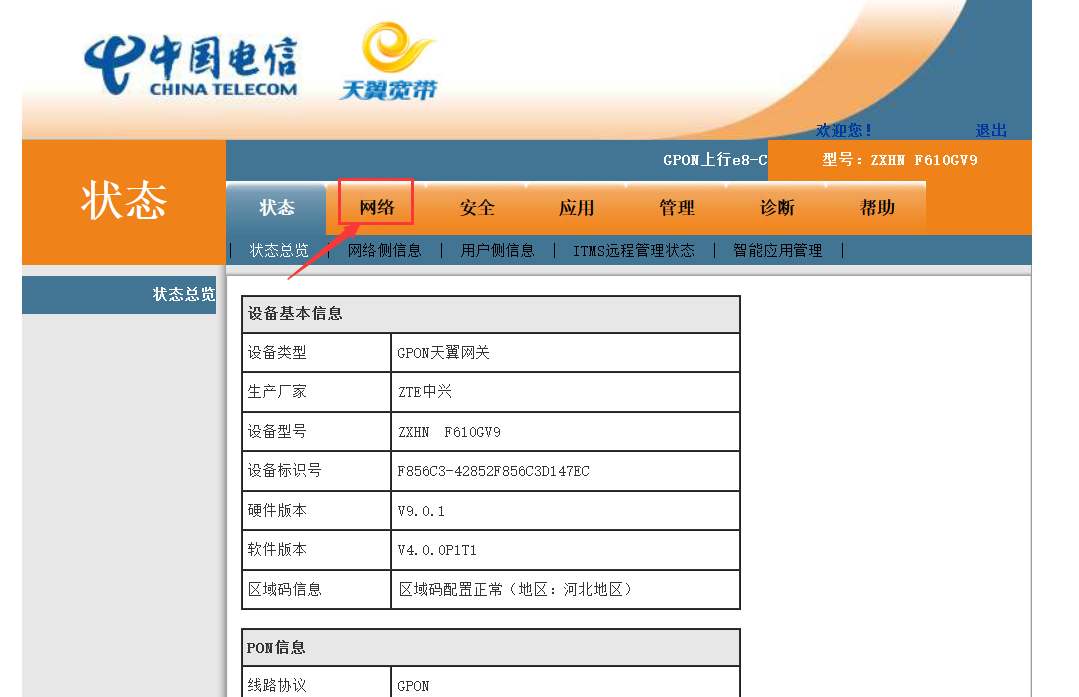 中国电信
CHINA TELECOM
天翼宽带
欢迎您! 退出
GPON上行e8-C 型号: ZXHN F610GV9
状态
状态 网络 安全 应用 管理 诊断 帮助
| 状态总览 | 网络侧信息 | 用户侧信息 | ITMS远程管理状态 | 智能应用管理 |
状态总览
设备基本信息
设备类型 GPON天翼网关
生产厂家 ZTE中兴
设备型号 ZXHN F610GV9
设备标识号 F856C3-42852F856C3D147EC
硬件版本 V9.0.1
软件版本 V4.0.0P1T1
区域码信息 区域码配置正常（地区：河北地区）
PON信息
线路协议 GPON